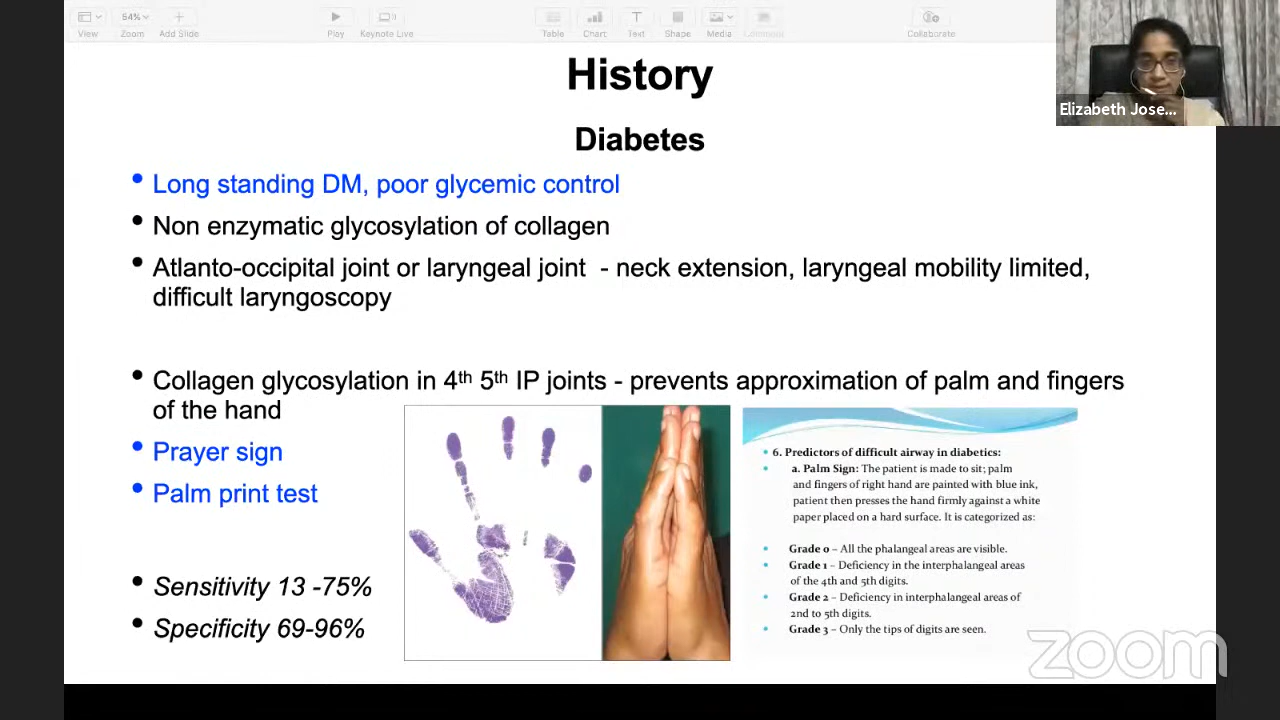 View
54%
Zoom
Add Slide
Play
Keynote Live
Table
Chart
Text
Shape
Media
Comment
Collaborate
Elizabeth Jose...
History
Diabetes
• Long standing DM, poor glycemic control
• Non enzymatic glycosylation of collagen
• Atlanto-occipital joint or laryngeal joint - neck extension, laryngeal mobility limited,
difficult laryngoscopy
• Collagen glycosylation in 4th 5th IP joints - prevents approximation of palm and fingers
of the hand
• Prayer sign
• Palm print test
• Sensitivity 13 -75%
• Specificity 69-96%
• 6. Predictors of difficult airway in diabetics:
• a. Palm Sign: The patient is made to sit; palm
and fingers of right hand are painted with blue ink,
patient then presses the hand firmly against a white
paper placed on a hard surface. It is categorized as:
• Grade 0 – All the phalangeal areas are visible.
• Grade 1 – Deficiency in the interphalangeal areas
of the 4th and 5th digits.
• Grade 2 – Deficiency in interphalangeal areas of
2nd to 5th digits.
• Grade 3 – Only the tips of digits are seen.
zoom